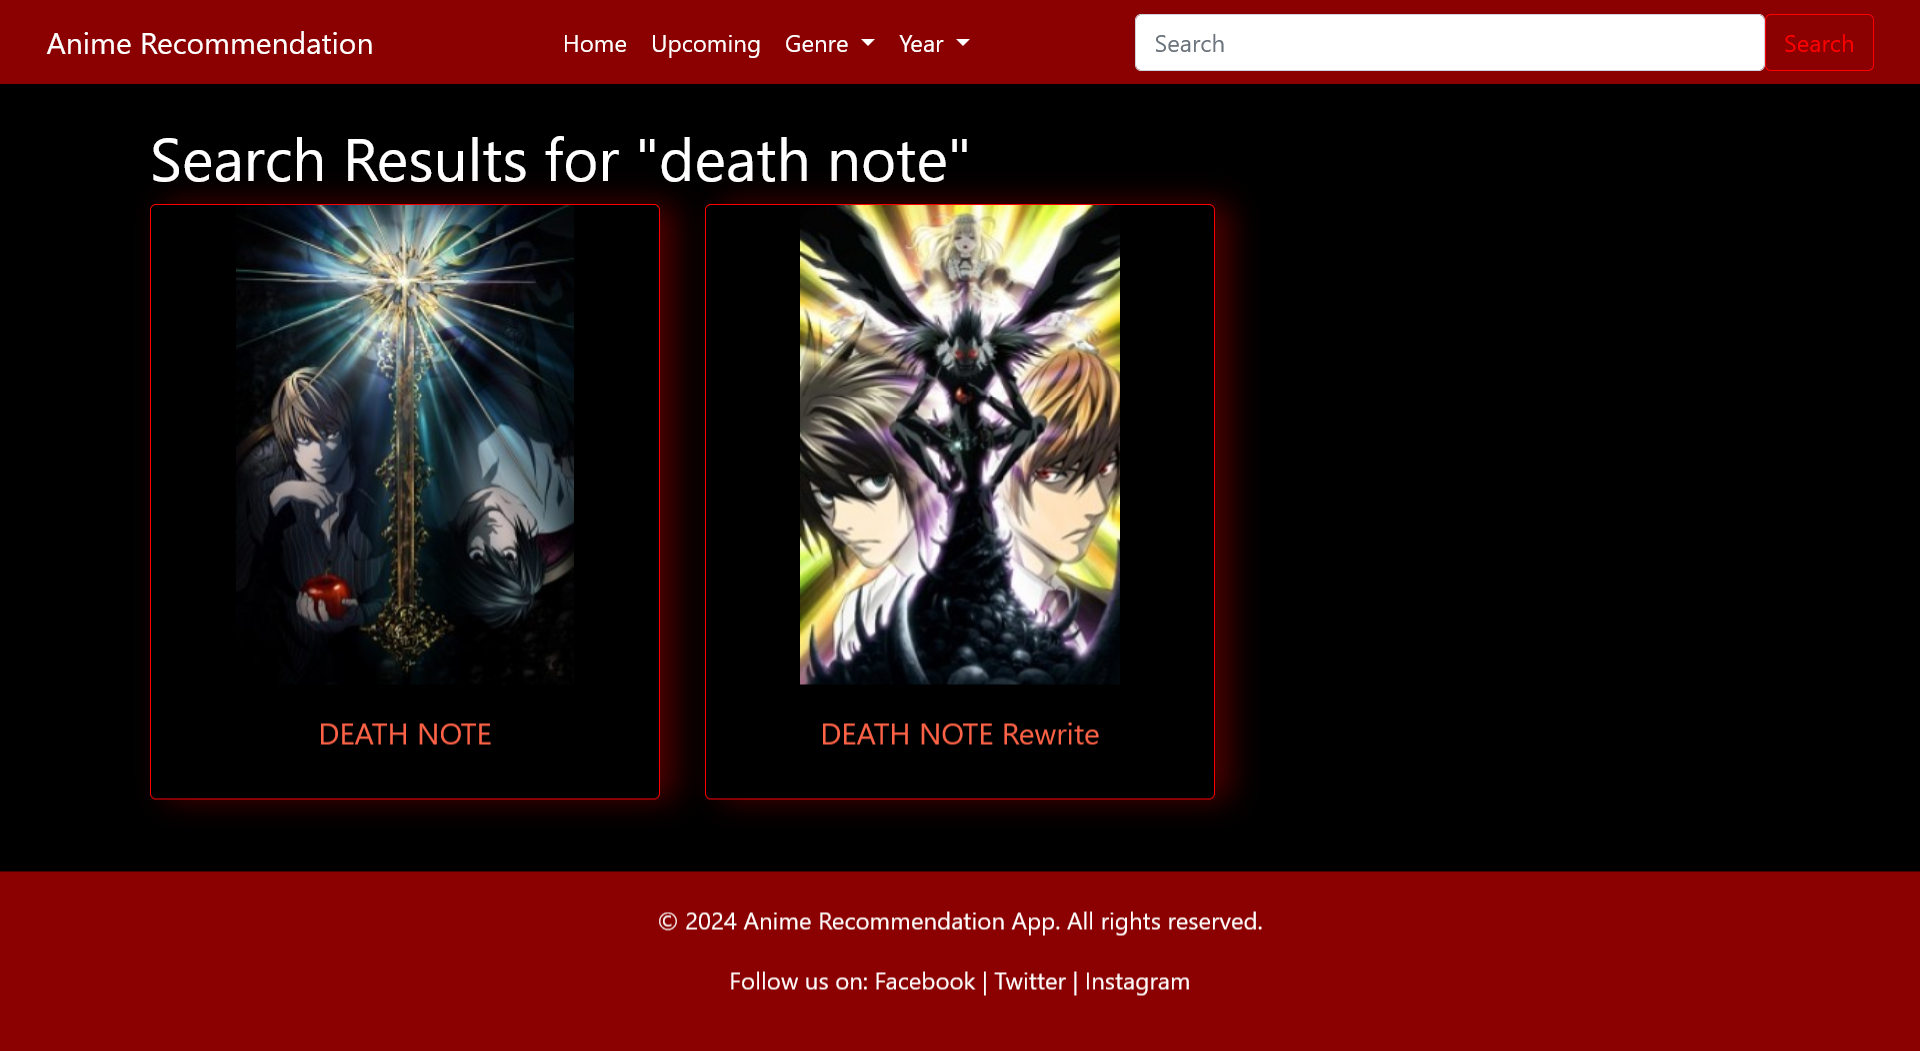 Anime Recommendation
Home Upcoming Genre Year
Search Search
Search Results for "death note"
DEATH NOTE
DEATH NOTE Rewrite
© 2024 Anime Recommendation App. All rights reserved.
Follow us on: Facebook | Twitter | Instagram